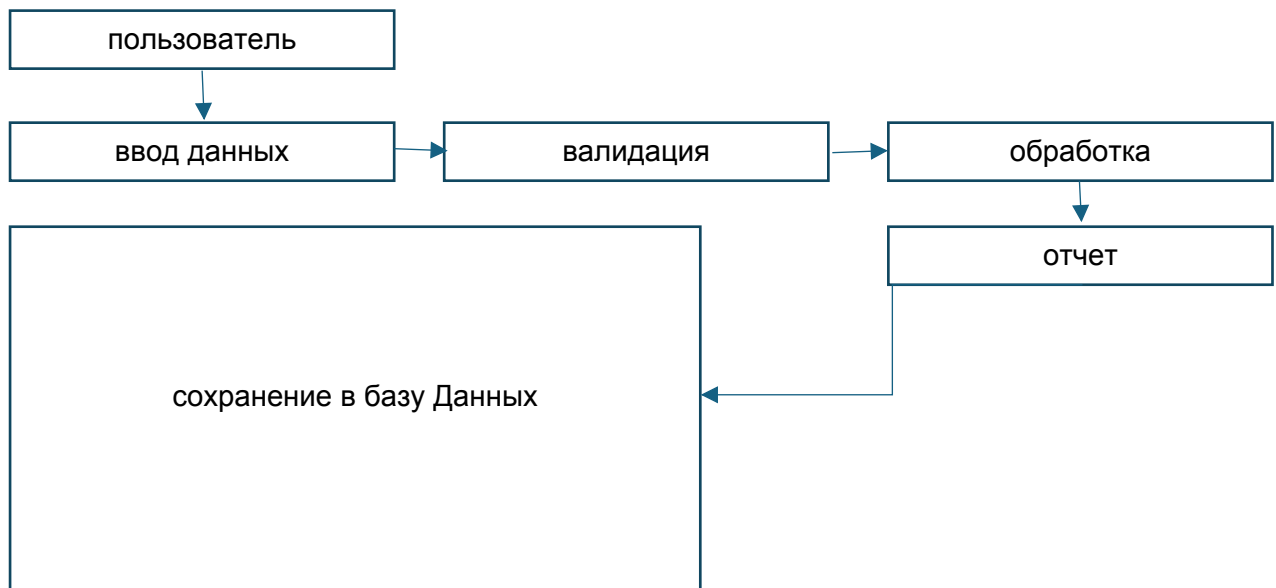 пользователь
ввод данных
валидация
обработка
отчет
сохранение в базу Данных